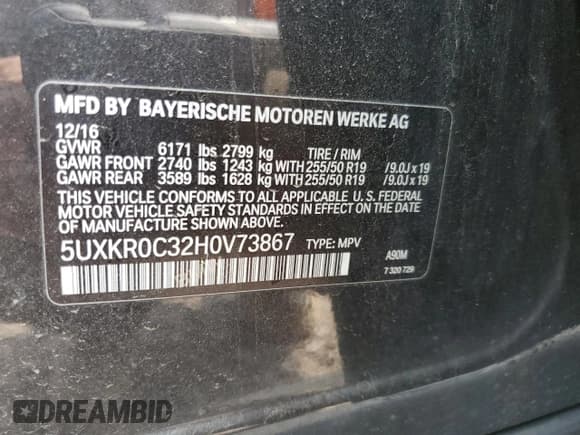 MFD BY BAYERISCHE MOTOREN WERKE AG
12/16
GVWR 6171 lbs 2799 kg TIRE / RIM
GAWR FRONT 2740 lbs 1243 kg WITH 255/50 R19 /9.0J x 19
GAWR REAR 3589 lbs 1628 kg WITH 255/50 R19 /9.0J x 19
THIS VEHICLE CONFORMS TO ALL APPLICABLE U. S. FEDERAL
MOTOR VEHICLE SAFETY STANDARDS IN EFFECT ON THE DATE
OF MANUFACTURE SHOWN ABOVE.
5UXKR0C32H0V73867 TYPE: MPV
A90M
7 320 729
DREAMBID